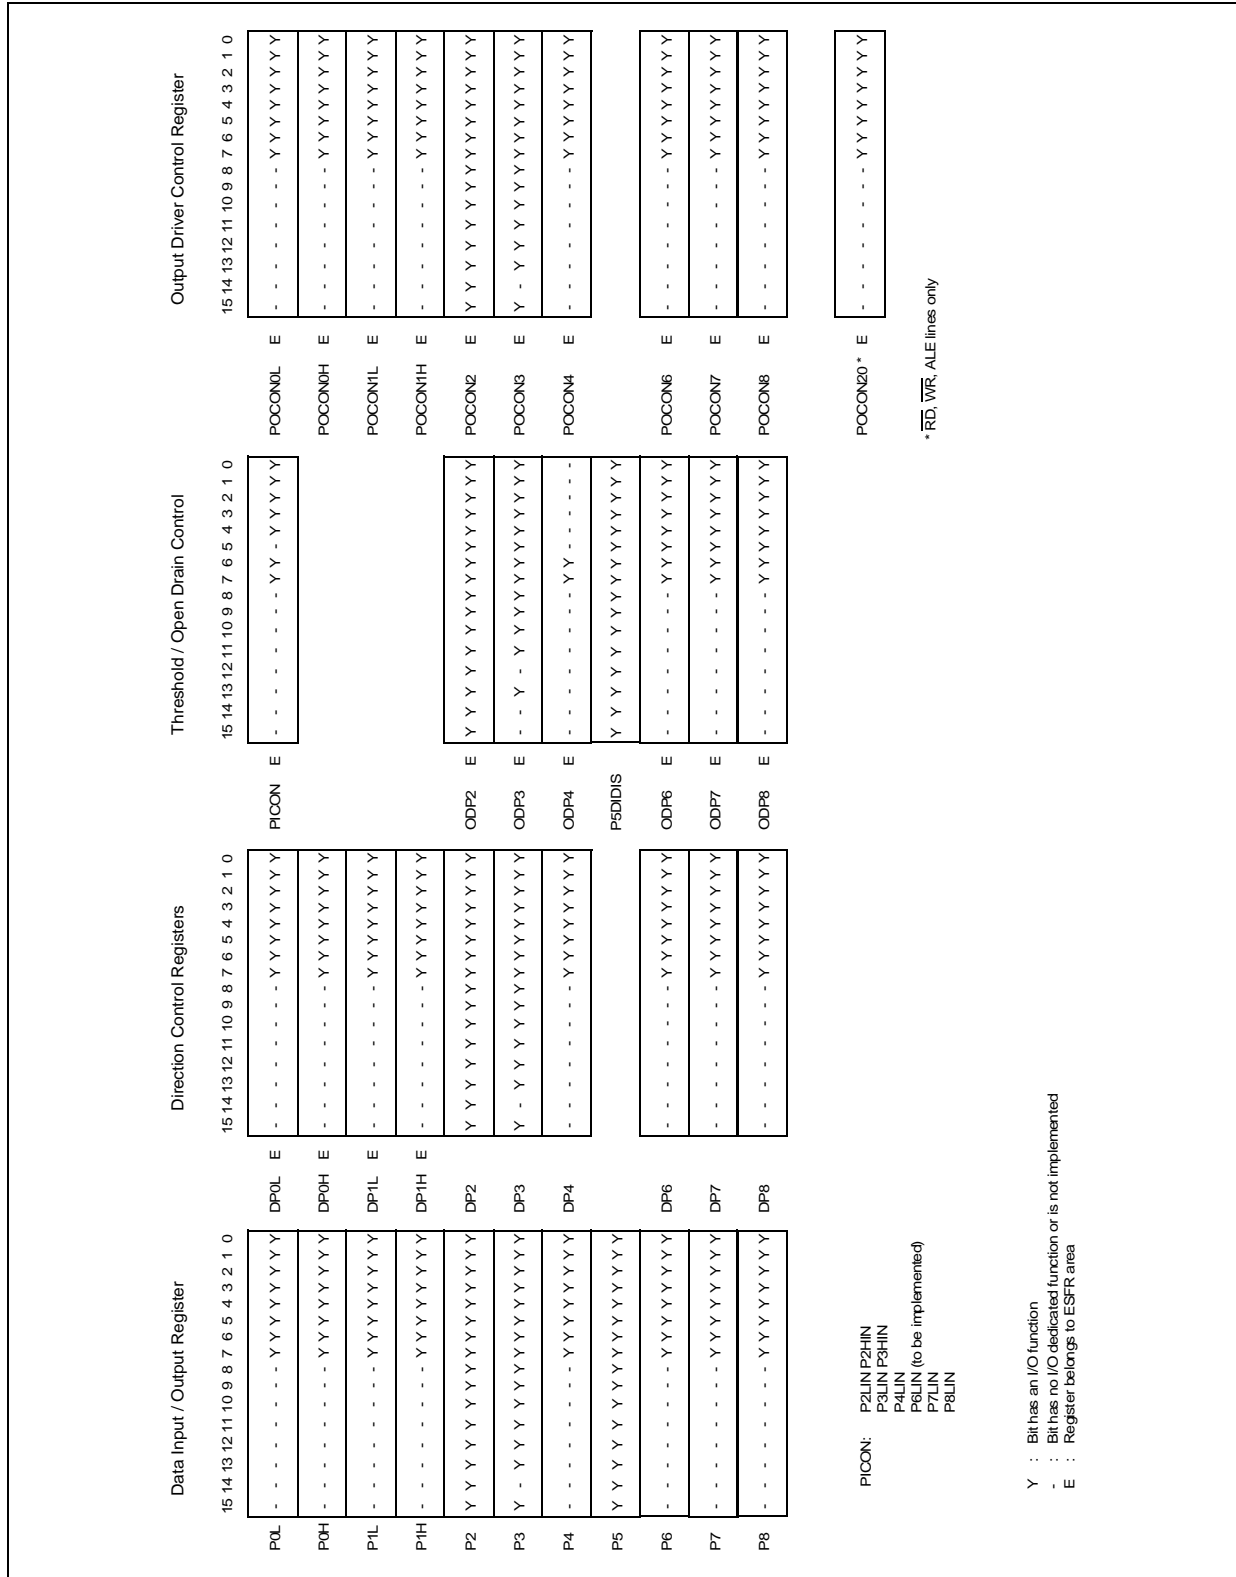 Data Input / Output Register
15 14 13 12 11 10 9 8 7 6 5 4 3 2 1 0
P0L - - - - - - - - Y Y Y Y Y Y Y Y
P0H - - - - - - - - Y Y Y Y Y Y Y Y
P1L - - - - - - - - Y Y Y Y Y Y Y Y
P1H - - - - - - - - Y Y Y Y Y Y Y Y
P2 Y Y Y Y Y Y Y Y Y Y Y Y Y Y Y Y
P3 Y - Y Y Y Y Y Y Y Y Y Y Y Y Y Y
P4 - - - - - - - - Y Y Y Y Y Y Y Y
P5 Y Y Y Y Y Y Y Y Y Y Y Y Y Y Y Y
P6 - - - - - - - - Y Y Y Y Y Y Y Y
P7 - - - - - - - - Y Y Y Y Y Y Y Y
P8 - - - - - - - - Y Y Y Y Y Y Y Y
Direction Control Registers
15 14 13 12 11 10 9 8 7 6 5 4 3 2 1 0
DP0L E - - - - - - - - Y Y Y Y Y Y Y Y
DP0H E - - - - - - - - Y Y Y Y Y Y Y Y
DP1L E - - - - - - - - Y Y Y Y Y Y Y Y
DP1H E - - - - - - - - Y Y Y Y Y Y Y Y
DP2 Y Y Y Y Y Y Y Y Y Y Y Y Y Y Y Y
DP3 Y - Y Y Y Y Y Y Y Y Y Y Y Y Y Y
DP4 - - - - - - - - Y Y Y Y Y Y Y Y
DP6 - - - - - - - - Y Y Y Y Y Y Y Y
DP7 - - - - - - - - Y Y Y Y Y Y Y Y
DP8 - - - - - - - - Y Y Y Y Y Y Y Y
Threshold / Open Drain Control
15 14 13 12 11 10 9 8 7 6 5 4 3 2 1 0
PICON E - - - - - - - - Y Y - Y Y Y Y Y
ODP2 E Y Y Y Y Y Y Y Y Y Y Y Y Y Y Y Y
ODP3 E - - Y - Y Y Y Y Y Y Y Y Y Y Y Y
ODP4 E - - - - - - - - Y Y - - - - - -
P5DIDIS Y Y Y Y Y Y Y Y Y Y Y Y Y Y Y Y
ODP6 E - - - - - - - - Y Y Y Y Y Y Y Y
ODP7 E - - - - - - - - Y Y Y Y Y Y Y Y
ODP8 E - - - - - - - - Y Y Y Y Y Y Y Y
Output Driver Control Register
15 14 13 12 11 10 9 8 7 6 5 4 3 2 1 0
POCON0L E - - - - - - - - Y Y Y Y Y Y Y Y
POCON0H E - - - - - - - - Y Y Y Y Y Y Y Y
POCON1L E - - - - - - - - Y Y Y Y Y Y Y Y
POCON1H E - - - - - - - - Y Y Y Y Y Y Y Y
POCON2 E Y Y Y Y Y Y Y Y Y Y Y Y Y Y Y Y
POCON3 E Y - Y Y Y Y Y Y Y Y Y Y Y Y Y Y
POCON4 E - - - - - - - - Y Y Y Y Y Y Y Y
POCON6 E - - - - - - - - Y Y Y Y Y Y Y Y
POCON7 E - - - - - - - - Y Y Y Y Y Y Y Y
POCON8 E - - - - - - - - Y Y Y Y Y Y Y Y
POCON20 * E - - - - - - - - Y Y Y Y Y Y Y Y
* RD, WR, ALE lines only
PICON: P2LIN P2HIN
P3LIN P3HIN
P4LIN
P6LIN (to be implemented)
P7LIN
P8LIN
Y : Bit has an I/O function
- : Bit has no I/O dedicated function or is not implemented
E : Register belongs to ESFR area